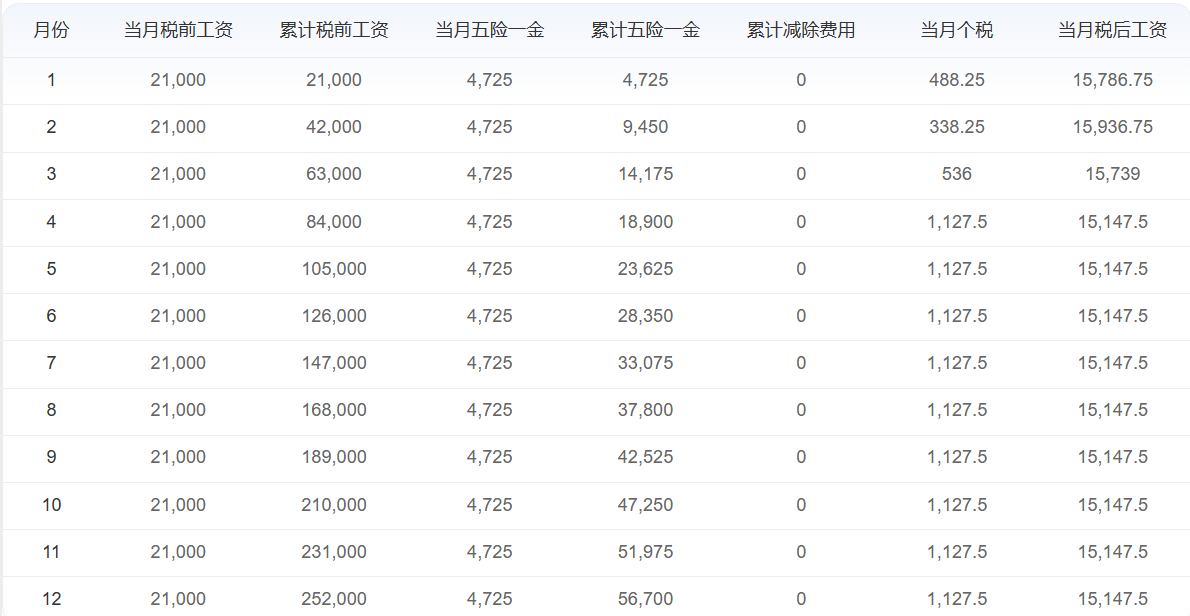 月份 当月税前工资 累计税前工资 当月五险一金 累计五险一金 累计减除费用 当月个税 当月税后工资
1 21,000 21,000 4,725 4,725 0 488.25 15,786.75
2 21,000 42,000 4,725 9,450 0 338.25 15,936.75
3 21,000 63,000 4,725 14,175 0 536 15,739
4 21,000 84,000 4,725 18,900 0 1,127.5 15,147.5
5 21,000 105,000 4,725 23,625 0 1,127.5 15,147.5
6 21,000 126,000 4,725 28,350 0 1,127.5 15,147.5
7 21,000 147,000 4,725 33,075 0 1,127.5 15,147.5
8 21,000 168,000 4,725 37,800 0 1,127.5 15,147.5
9 21,000 189,000 4,725 42,525 0 1,127.5 15,147.5
10 21,000 210,000 4,725 47,250 0 1,127.5 15,147.5
11 21,000 231,000 4,725 51,975 0 1,127.5 15,147.5
12 21,000 252,000 4,725 56,700 0 1,127.5 15,147.5